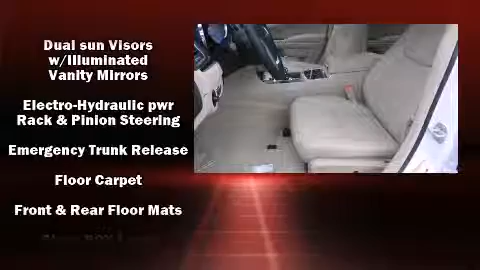 Dual sun Visors
w/Illuminated
Vanity Mirrors
Electro-Hydraulic pwr
Rack & Pinion Steering
Emergency Trunk Release
Floor Carpet
Front & Rear Floor Mats